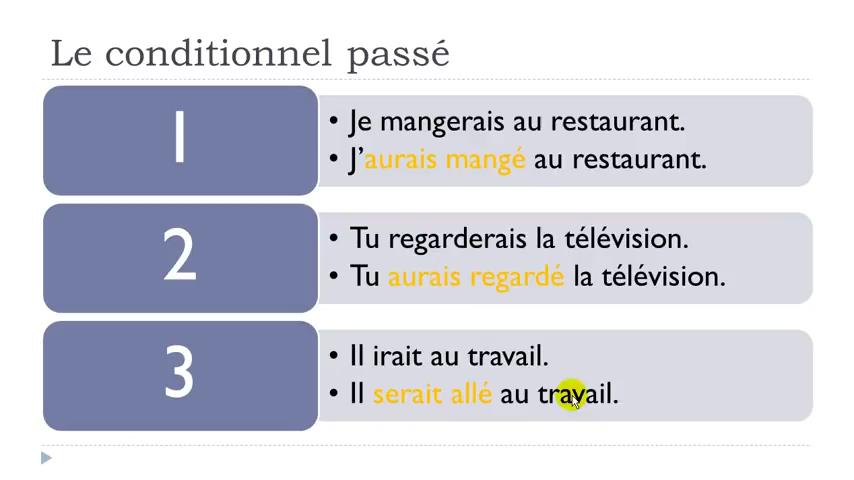 Le conditionnel passé
1
• Je mangerais au restaurant.
• J’aurais mangé au restaurant.
2
• Tu regarderais la télévision.
• Tu aurais regardé la télévision.
3
• Il irait au travail.
• Il serait allé au travail.